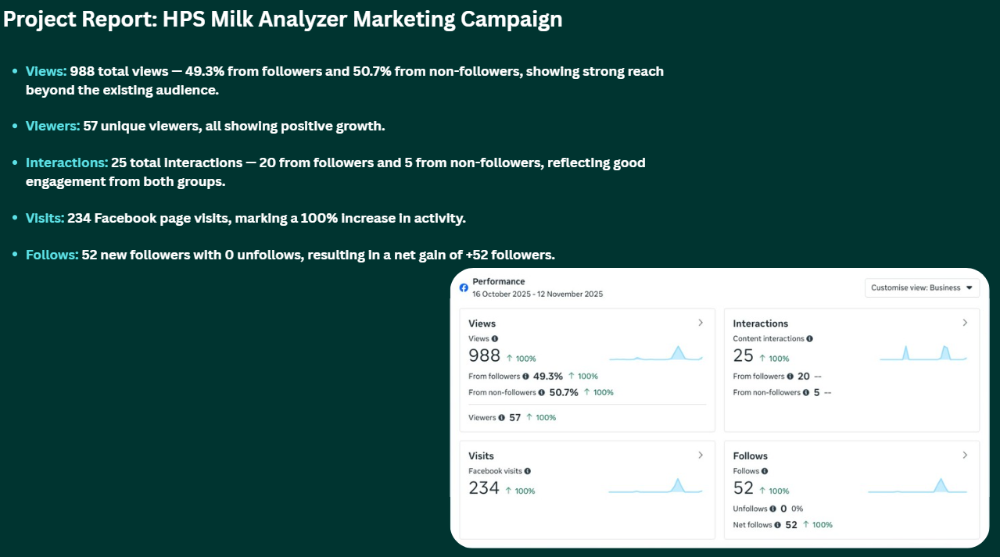 Project Report: HPS Milk Analyzer Marketing Campaign
• Views: 988 total views — 49.3% from followers and 50.7% from non-followers, showing strong reach
beyond the existing audience.
• Viewers: 57 unique viewers, all showing positive growth.
• Interactions: 25 total interactions — 20 from followers and 5 from non-followers, reflecting good
engagement from both groups.
• Visits: 234 Facebook page visits, marking a 100% increase in activity.
• Follows: 52 new followers with 0 unfollows, resulting in a net gain of +52 followers.
Performance
16 October 2025 - 12 November 2025
Customise view: Business
Views
Views
988 ↑ 100%
From followers 49.3% ↑ 100%
From non-followers 50.7% ↑ 100%
Viewers 57 ↑ 100%
Interactions
Content interactions
25 ↑ 100%
From followers 20 --
From non-followers 5 --
Visits
Facebook visits
234 ↑ 100%
Follows
Follows
52 ↑ 100%
Unfollows 0 0%
Net follows 52 ↑ 100%